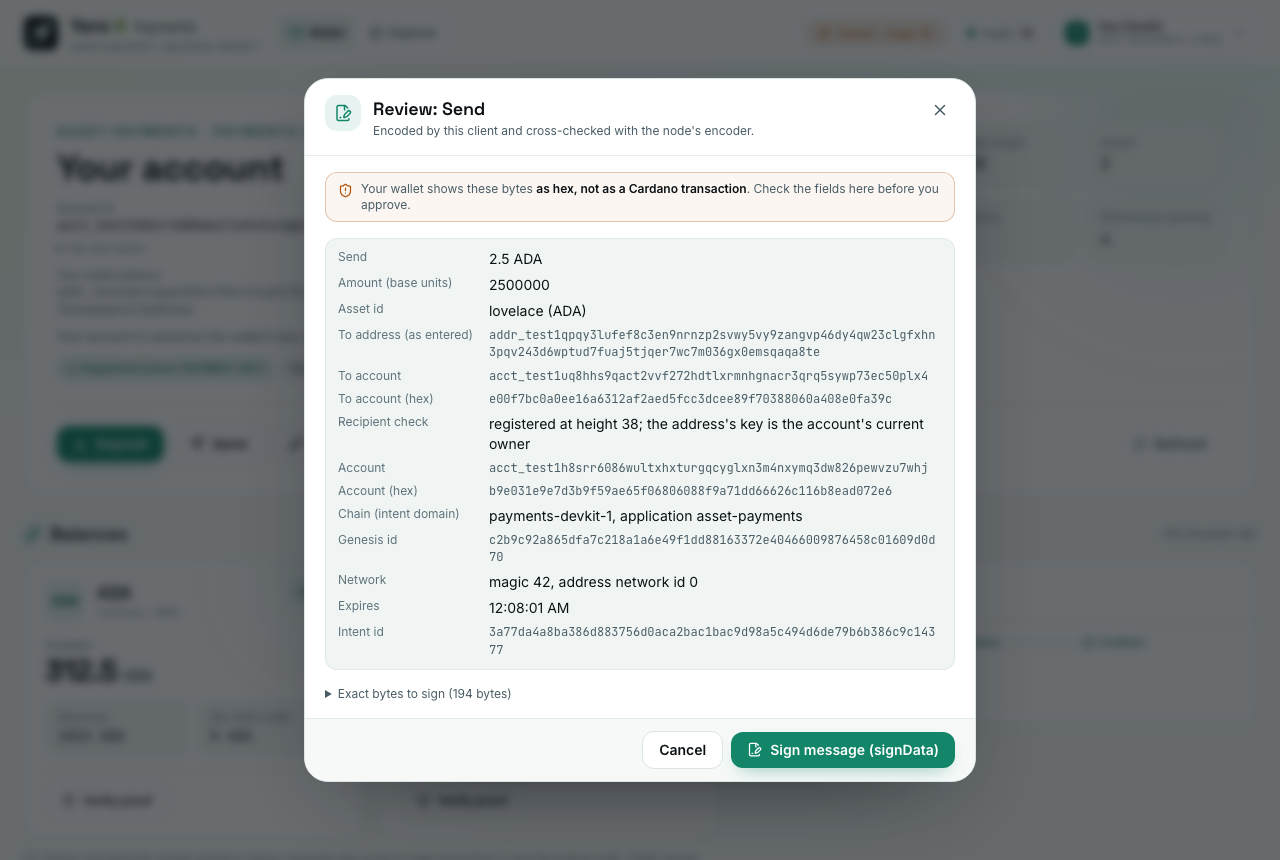 Review: Send
Encoded by this client and cross-checked with the node's encoder.
Your wallet shows these bytes as hex, not as a Cardano transaction. Check the fields here before you
approve.
Send 2.5 ADA
Amount (base units) 2500000
Asset id lovelace (ADA)
To address (as entered) addr_test1qpqy3lufef8c3en9nrnzp2svwy5vy9zangvp46dy4qw23clgfxhn
3pqv243d6wptud7fuaj5tjqer7wc7m036gx0emsqaqa8te
To account acct_test1uq8hhs9qact2vvf272hdtlxrmnhgnacr3qrq5sywp73ec50plx4
To account (hex) e00f7bc0a0ee16a6312af2aed5fcc3dcee89f70388060a408e0fa39c
Recipient check registered at height 38; the address's key is the account's current
owner
Account acct_test1h8srr6086wultxhxturgqcyglxn3m4nxymq3dw826pewvzu7whj
Account (hex) b9e031e9e7d3b9f59ae65f06806088f9a71dd66626c116b8ead072e6
Chain (intent domain) payments-devkit-1, application asset-payments
Genesis id c2b9c92a865dfa7c218a1a6e49f1dd88163372e40466009876458c01609d0d
70
Network magic 42, address network id 0
Expires 12:08:01 AM
Intent id 3a77da4a8ba386d883756d0aca2bac1bac9d98a5c494d6de79b6b386c9c143
77
Exact bytes to sign (194 bytes)
Cancel
Sign message (signData)
Your account
Balances
312.5